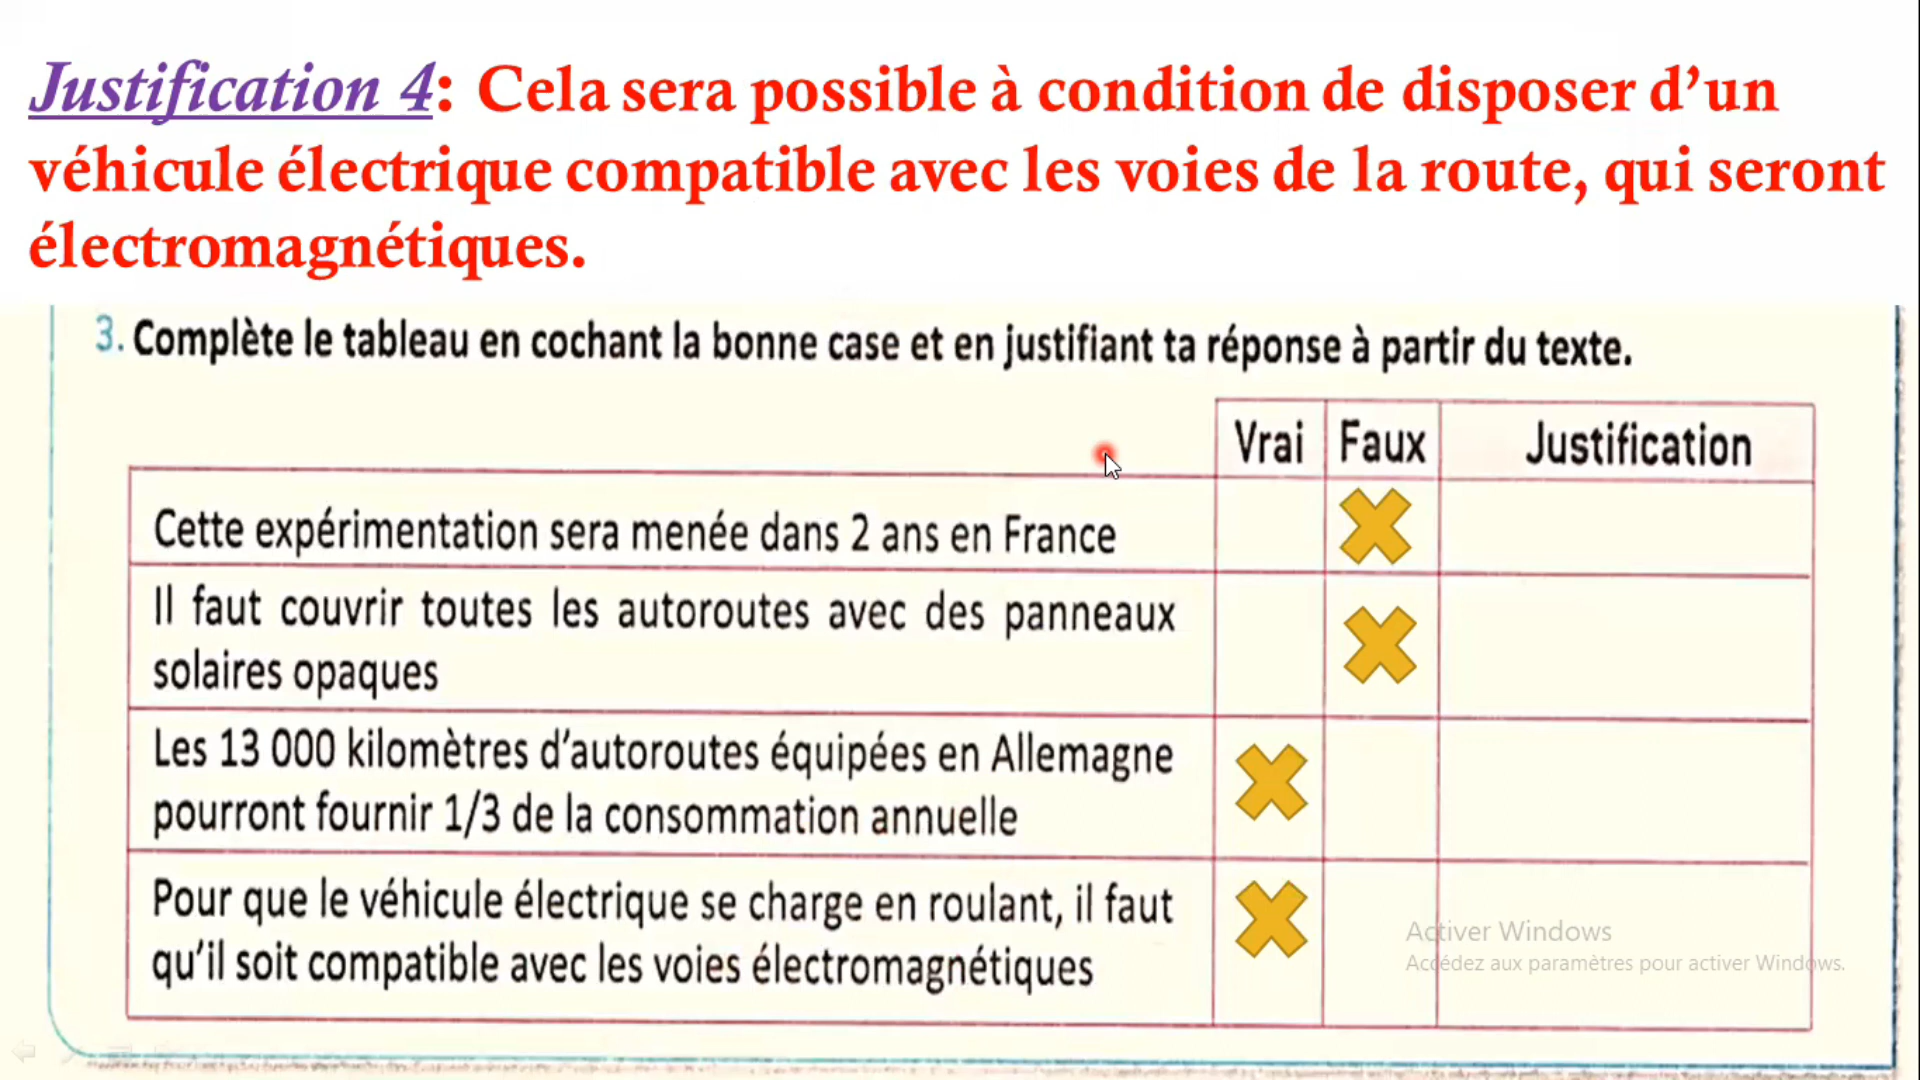 Justification 4: Cela sera possible à condition de disposer d’un
véhicule électrique compatible avec les voies de la route, qui seront
électromagnétiques.
3. Complète le tableau en cochant la bonne case et en justifiant ta réponse à partir du texte.
Vrai Faux Justification
Cette expérimentation sera menée dans 2 ans en France
Il faut couvrir toutes les autoroutes avec des panneaux
solaires opaques
Les 13 000 kilomètres d’autoroutes équipées en Allemagne
pourront fournir 1/3 de la consommation annuelle
Pour que le véhicule électrique se charge en roulant, il faut
qu’il soit compatible avec les voies électromagnétiques
Activer Windows
Accédez aux paramètres pour activer Windows.